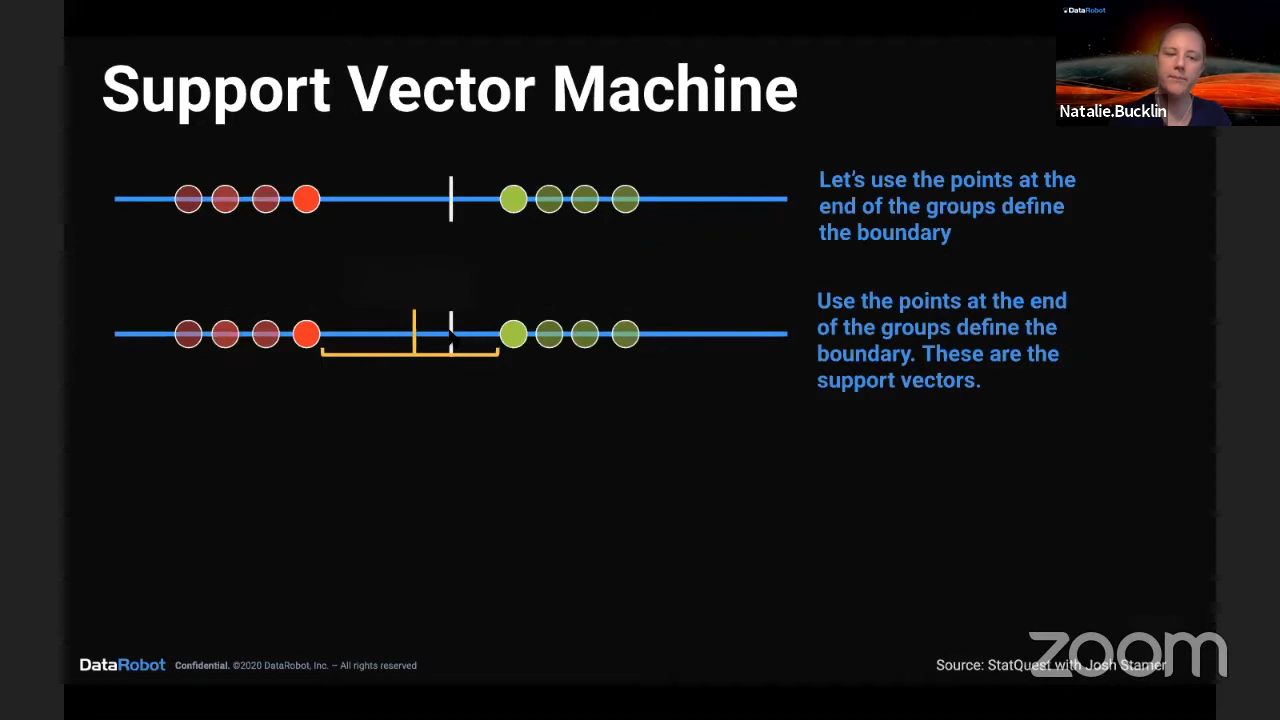 DataRobot
Natalie.Bucklin
Support Vector Machine
Let's use the points at the
end of the groups define
the boundary
Use the points at the end
of the groups define the
boundary. These are the
support vectors.
DataRobot Confidential. ©2020 DataRobot, Inc. – All rights reserved
Source: StatQuest with Josh Starmer
zoom